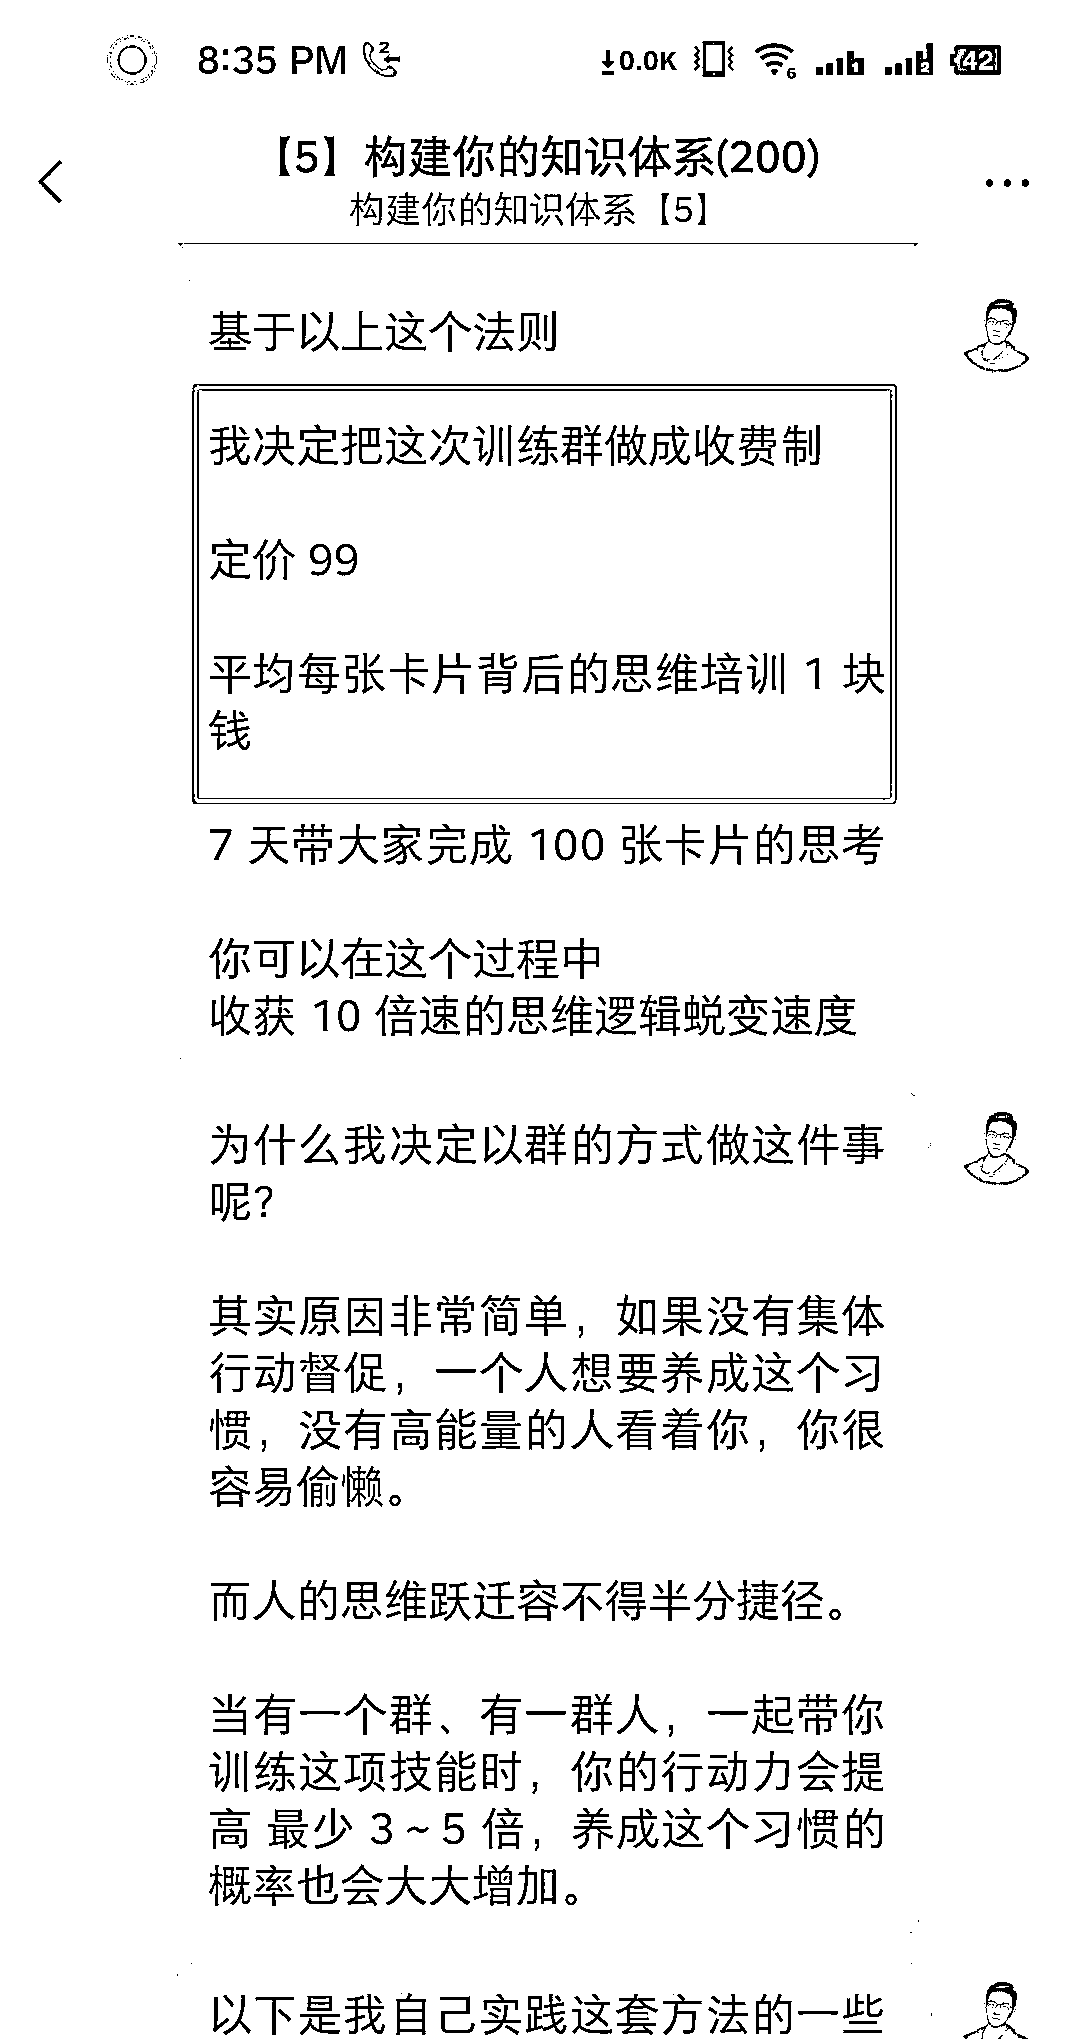 8:35 PM
0.0K
42
【5】构建你的知识体系(200)
构建你的知识体系【5】
基于以上这个法则
我决定把这次训练群做成收费制
定价 99
平均每张卡片背后的思维培训 1 块
钱
7 天带大家完成 100 张卡片的思考
你可以在这个过程中
收获 10 倍速的思维逻辑蜕变速度
为什么我决定以群的方式做这件事
呢?
其实原因非常简单，如果没有集体
行动督促，一个人想要养成这个习
惯，没有高能量的人看着你，你很
容易偷懒。
而人的思维跃迁容不得半分捷径。
当有一个群、有一群人，一起带你
训练这项技能时，你的行动力会提
高 最少 3~5 倍，养成这个习惯的
概率也会大大增加。
以下是我自己实践这套方法的一些